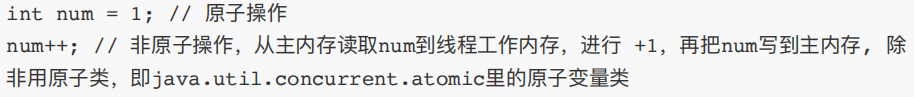 int num = 1; // 原子操作
num++; // 非原子操作，从主内存读取num到线程工作内存，进行 +1，再把num写到主内存, 除
非用原子类，即java.util.concurrent.atomic里的原子变量类